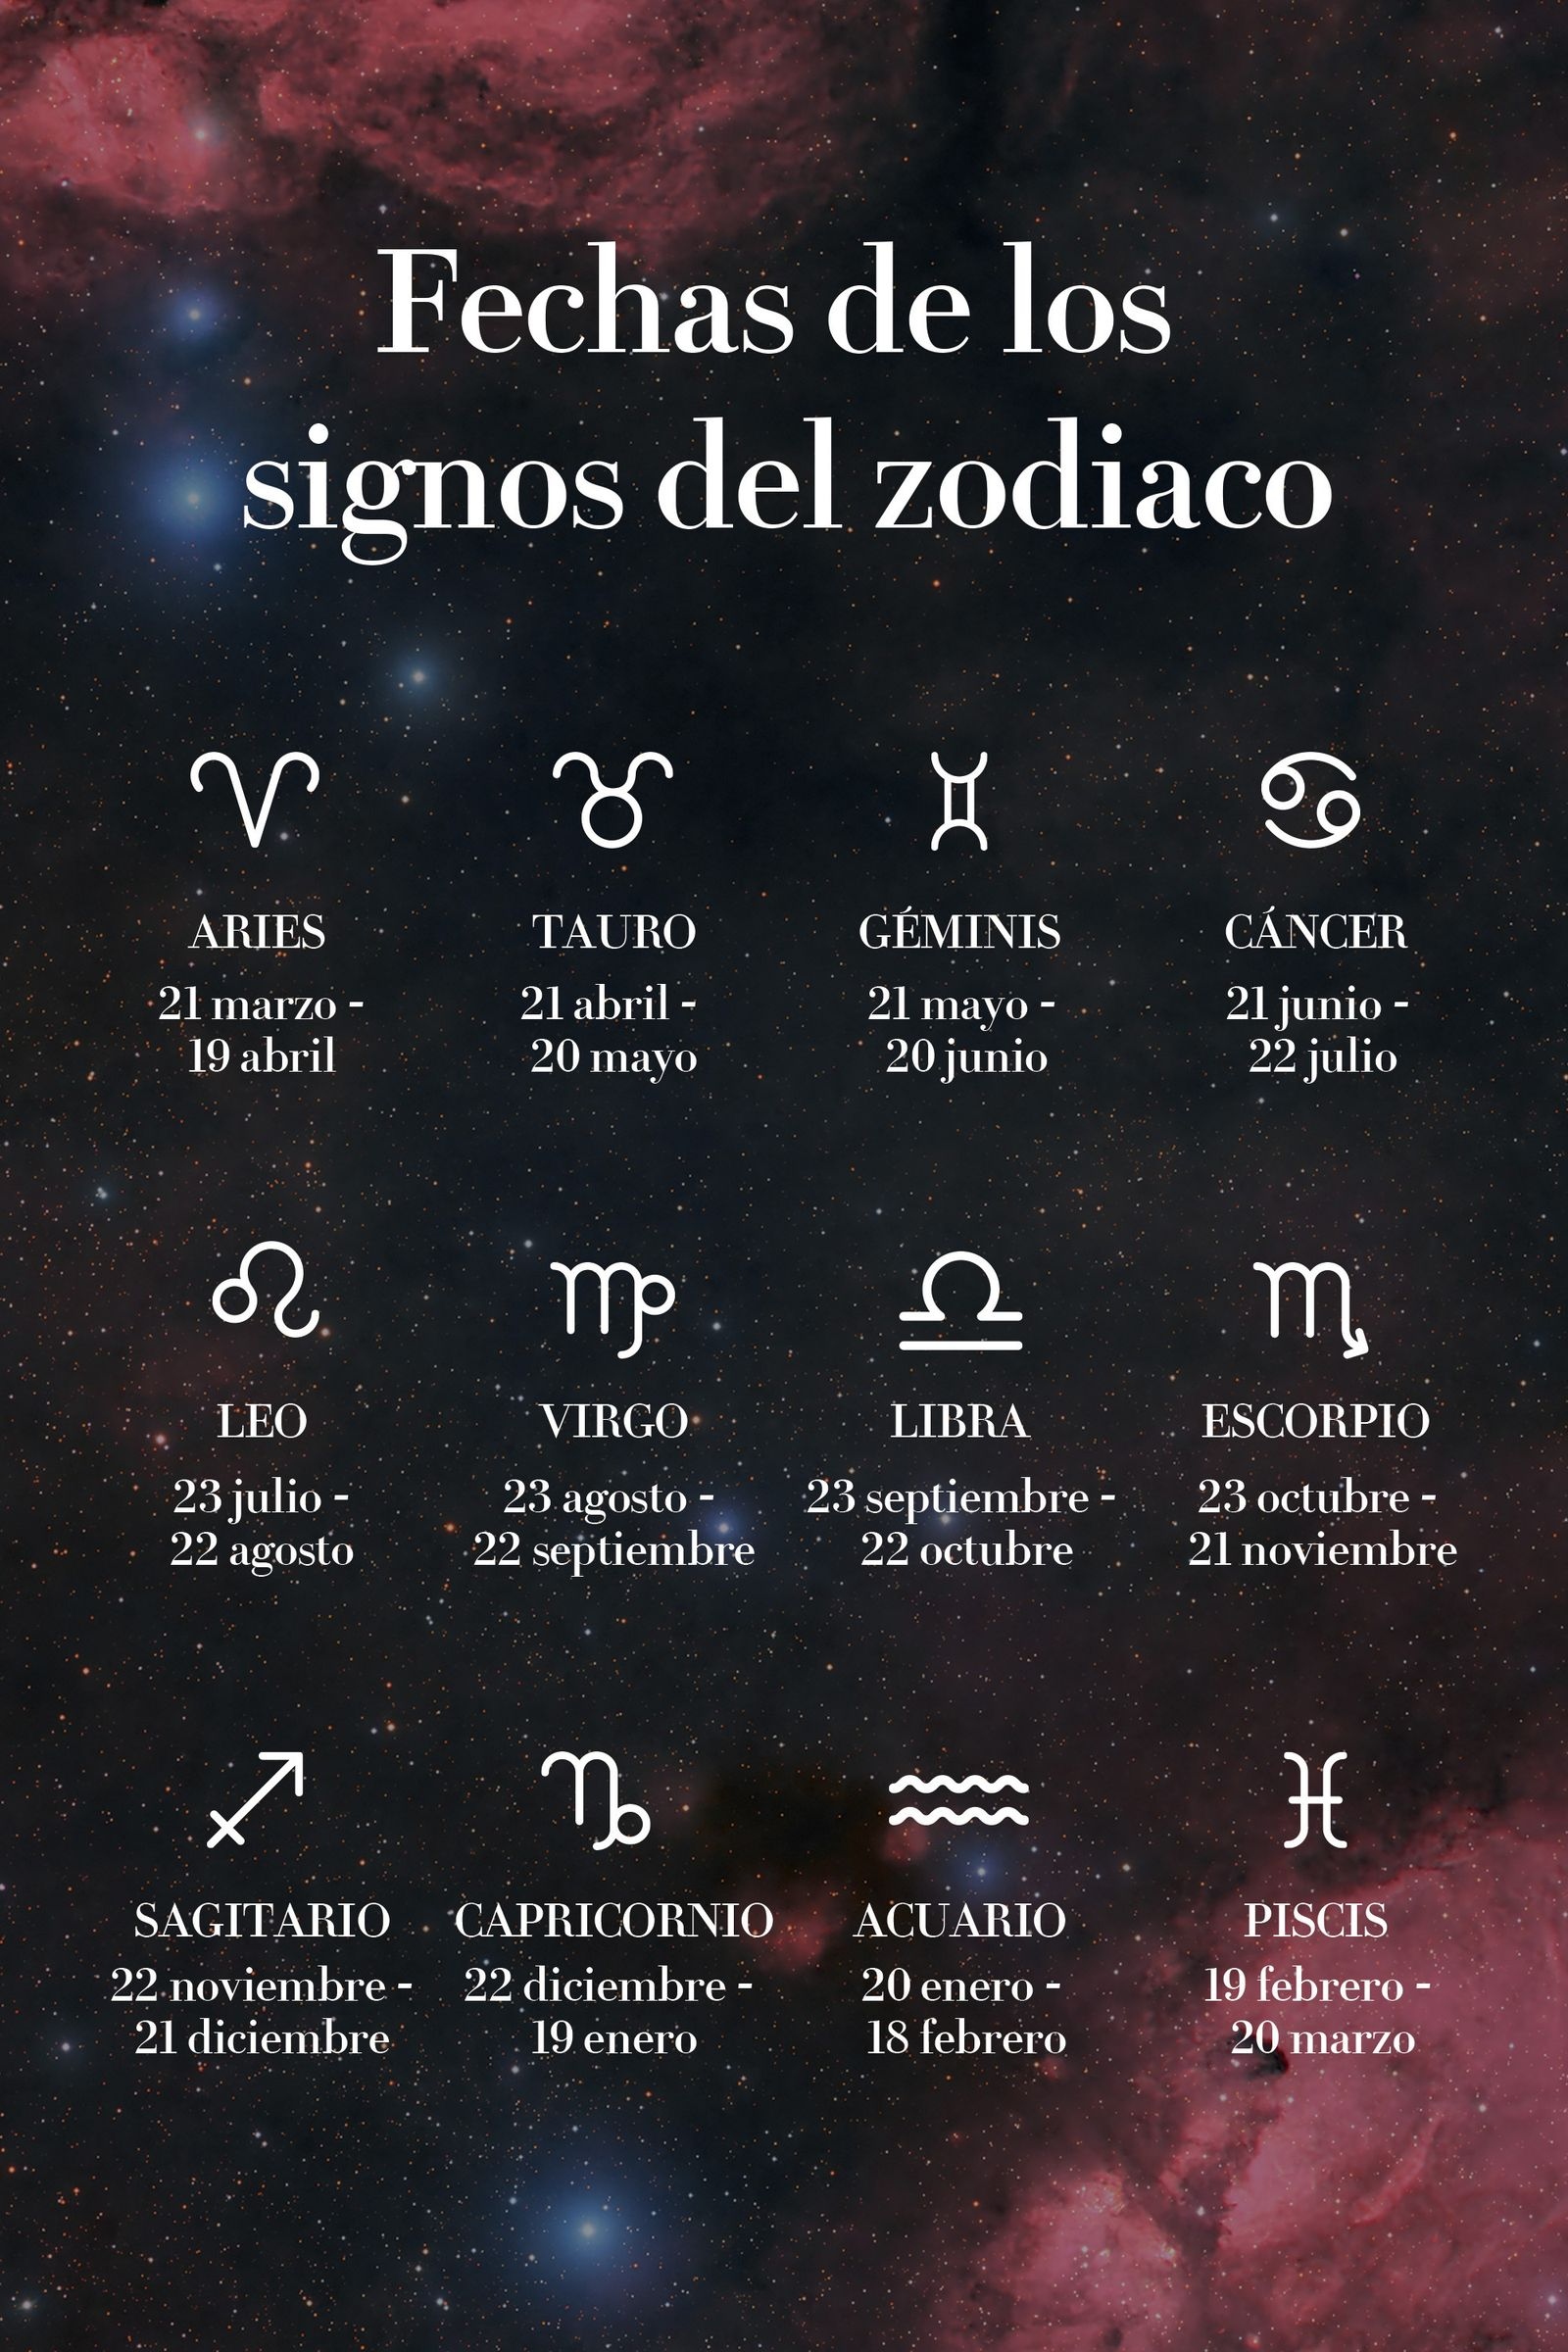 Fechas de los
signos del zodiaco
ARIES
21 marzo -
19 abril
TAURO
21 abril -
20 mayo
GÉMINIS
21 mayo -
20 junio
CÁNCER
21 junio -
22 julio
LEO
23 julio -
22 agosto
VIRGO
23 agosto -
22 septiembre
LIBRA
23 septiembre -
22 octubre
ESCORPIO
23 octubre -
21 noviembre
SAGITARIO
22 noviembre -
21 diciembre
CAPRICORNIO
22 diciembre -
19 enero
ACUARIO
20 enero -
18 febrero
PISCIS
19 febrero -
20 marzo